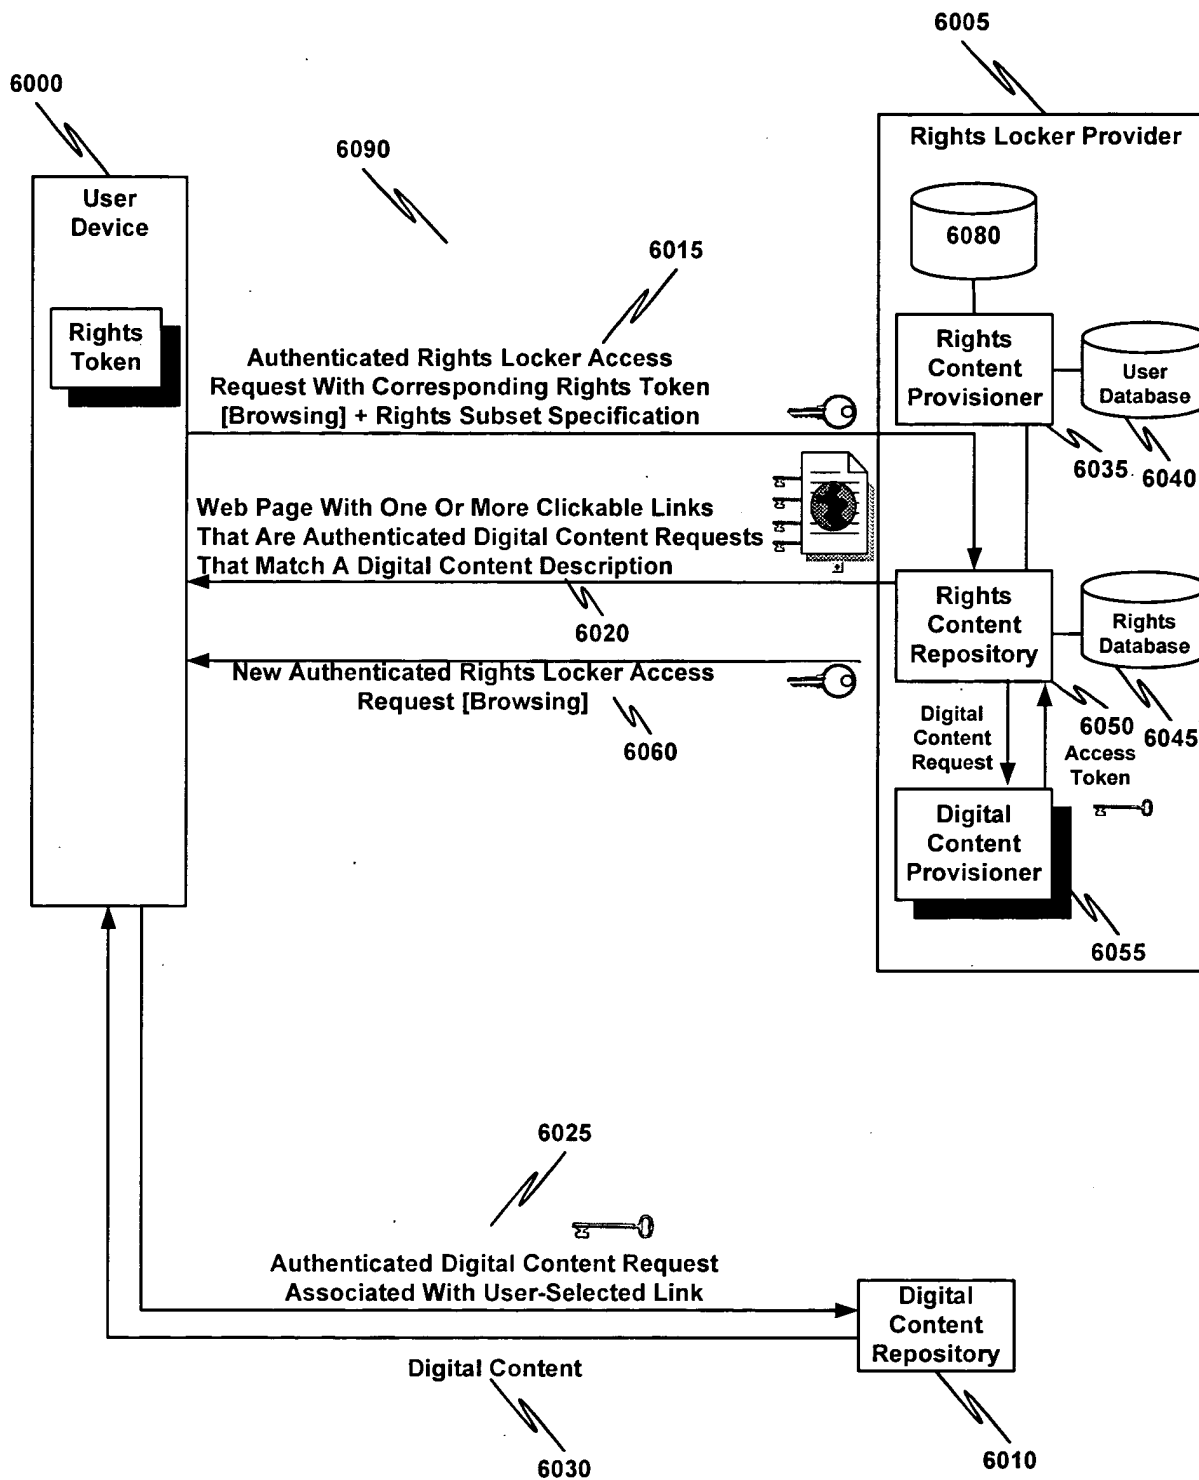 6005
6000
6090
Rights Locker Provider
User
Device
6080
6015
Rights
Token
Rights
Content
Provisioner
User
Database
Authenticated Rights Locker Access
Request With Corresponding Rights Token
[Browsing] + Rights Subset Specification
6035
6040
Web Page With One Or More Clickable Links
That Are Authenticated Digital Content Requests
That Match A Digital Content Description
6020
Rights
Content
Repository
Rights
Database
New Authenticated Rights Locker Access
Request [Browsing]
6060
6050
6045
Digital
Content
Request
Access
Token
Digital
Content
Provisioner
6055
6025
Authenticated Digital Content Request
Associated With User-Selected Link
Digital
Content
Repository
Digital Content
6030
6010